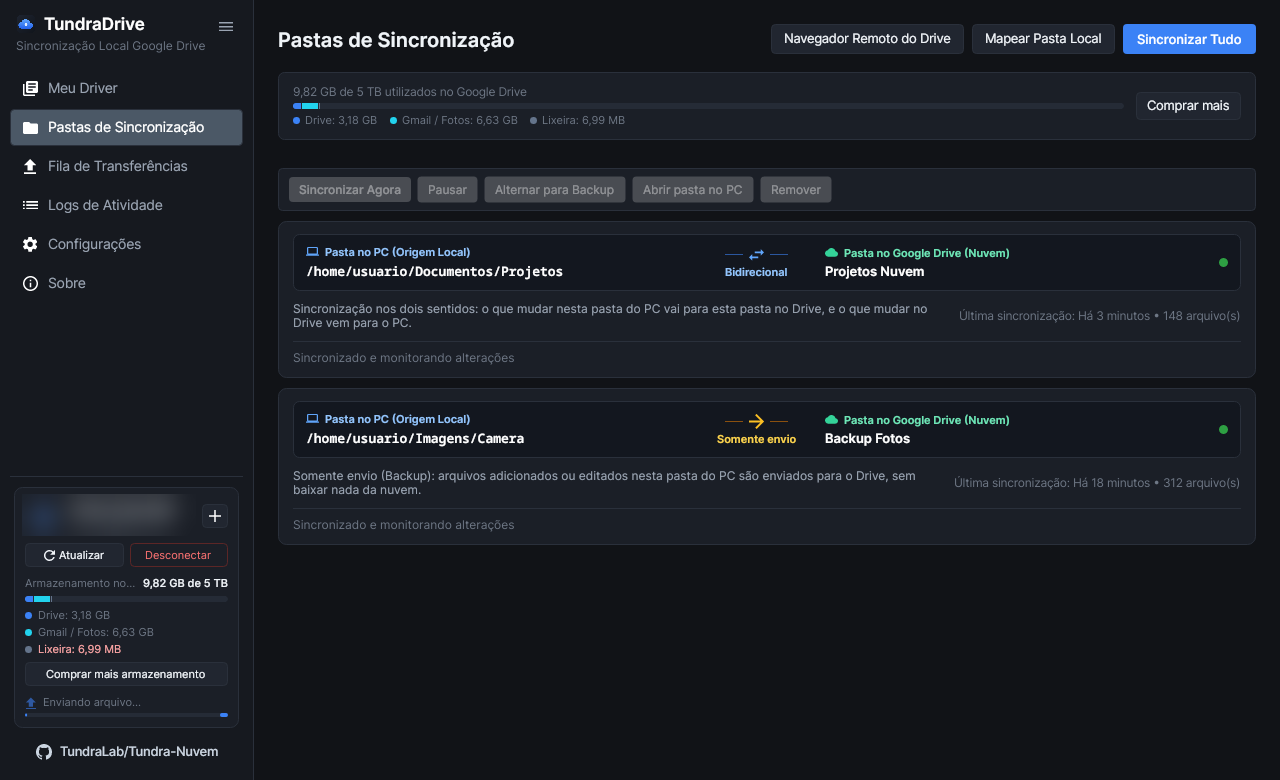 TundraDrive
Sincronização Local Google Drive
Meu Driver
Pastas de Sincronização
Fila de Transferências
Logs de Atividade
Configurações
Sobre
Atualizar
Desconectar
Armazenamento no... 9,82 GB de 5 TB
Drive: 3,18 GB
Gmail / Fotos: 6,63 GB
Lixeira: 6,99 MB
Comprar mais armazenamento
Enviando arquivo...
TundraLab/Tundra-Nuvem
Pastas de Sincronização
Navegador Remoto do Drive
Mapear Pasta Local
Sincronizar Tudo
9,82 GB de 5 TB utilizados no Google Drive
Drive: 3,18 GB Gmail / Fotos: 6,63 GB Lixeira: 6,99 MB
Comprar mais
Sincronizar Agora
Pausar
Alternar para Backup
Abrir pasta no PC
Remover
Pasta no PC (Origem Local)
/home/usuario/Documentos/Projetos
Bidirecional
Pasta no Google Drive (Nuvem)
Projetos Nuvem
Sincronização nos dois sentidos: o que mudar nesta pasta do PC vai para esta pasta no Drive, e o que mudar no
Drive vem para o PC.
Última sincronização: Há 3 minutos • 148 arquivo(s)
Sincronizado e monitorando alterações
Pasta no PC (Origem Local)
/home/usuario/Imagens/Camera
Somente envio
Pasta no Google Drive (Nuvem)
Backup Fotos
Somente envio (Backup): arquivos adicionados ou editados nesta pasta do PC são enviados para o Drive, sem
baixar nada da nuvem.
Última sincronização: Há 18 minutos • 312 arquivo(s)
Sincronizado e monitorando alterações